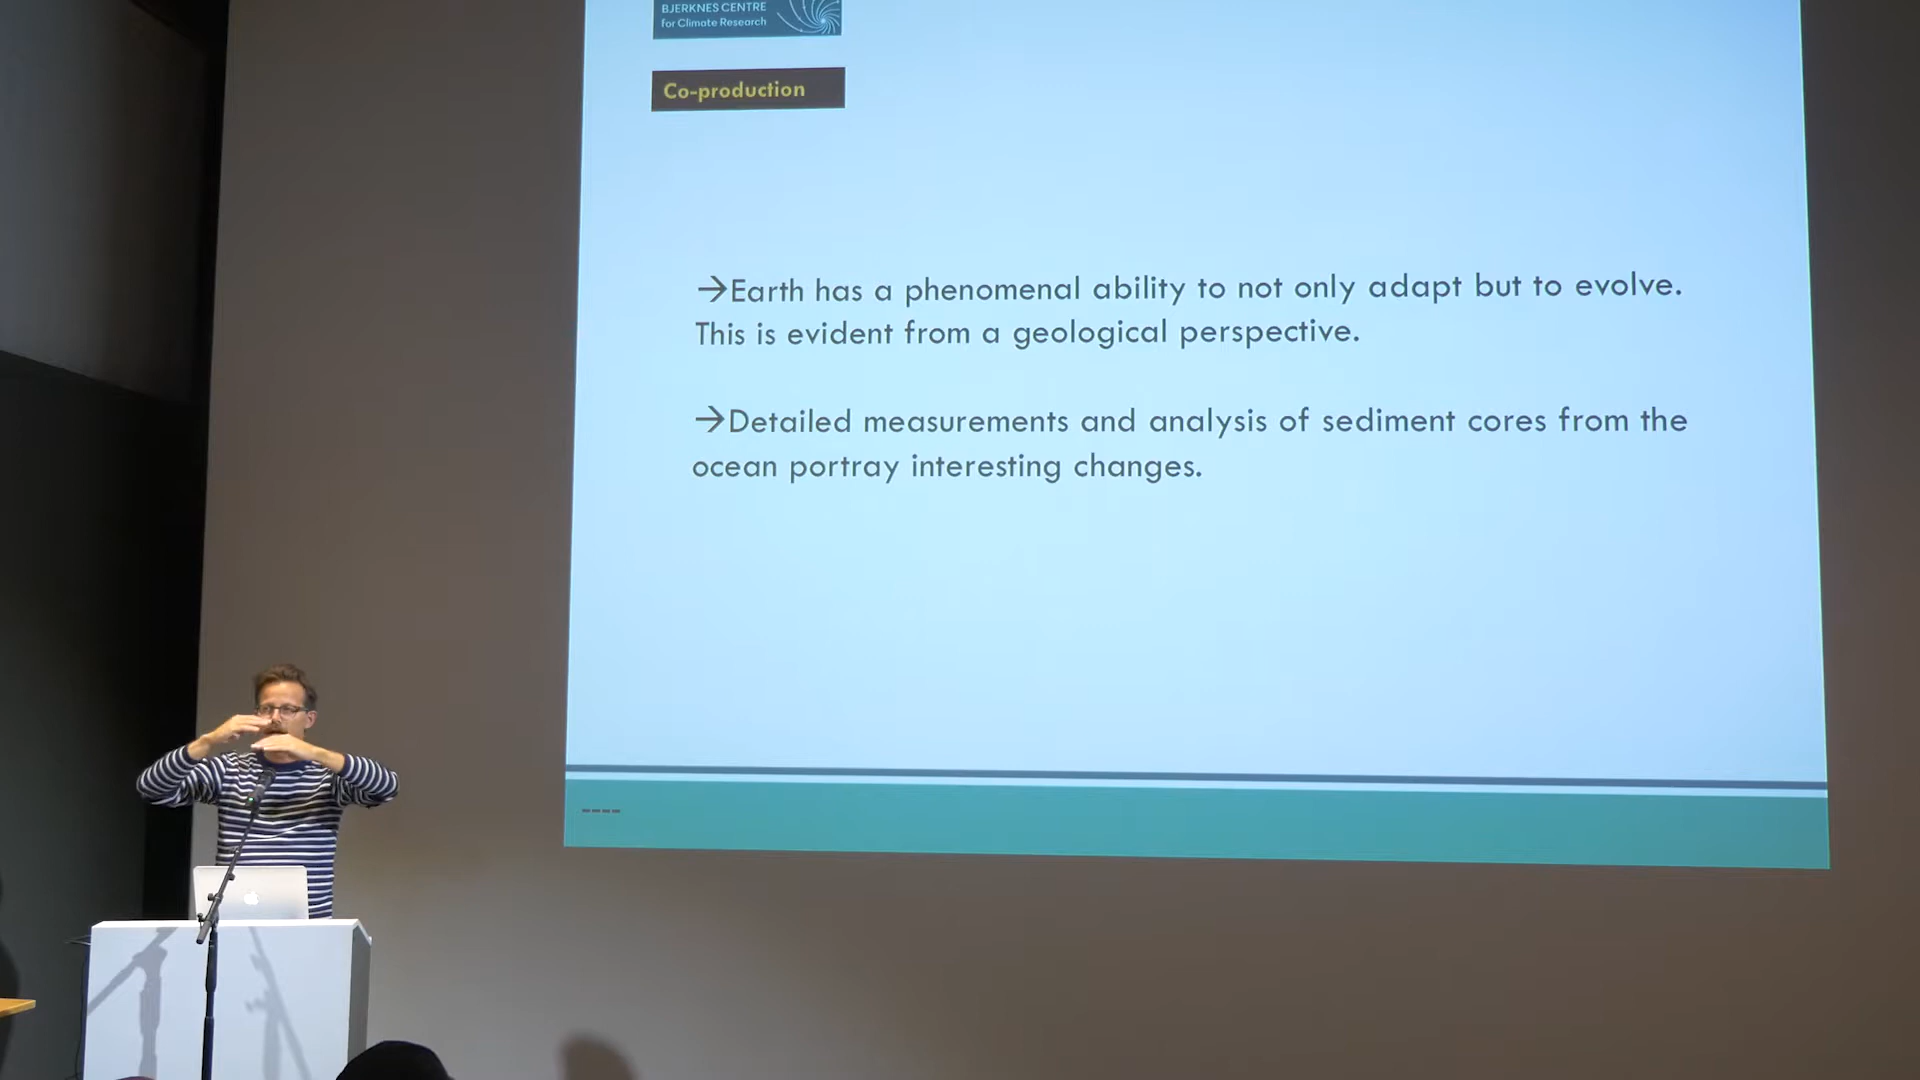 BJERKNES CENTRE
for Climate Research
Co-production
→Earth has a phenomenal ability to not only adapt but to evolve.
This is evident from a geological perspective.
→Detailed measurements and analysis of sediment cores from the
ocean portray interesting changes.
----